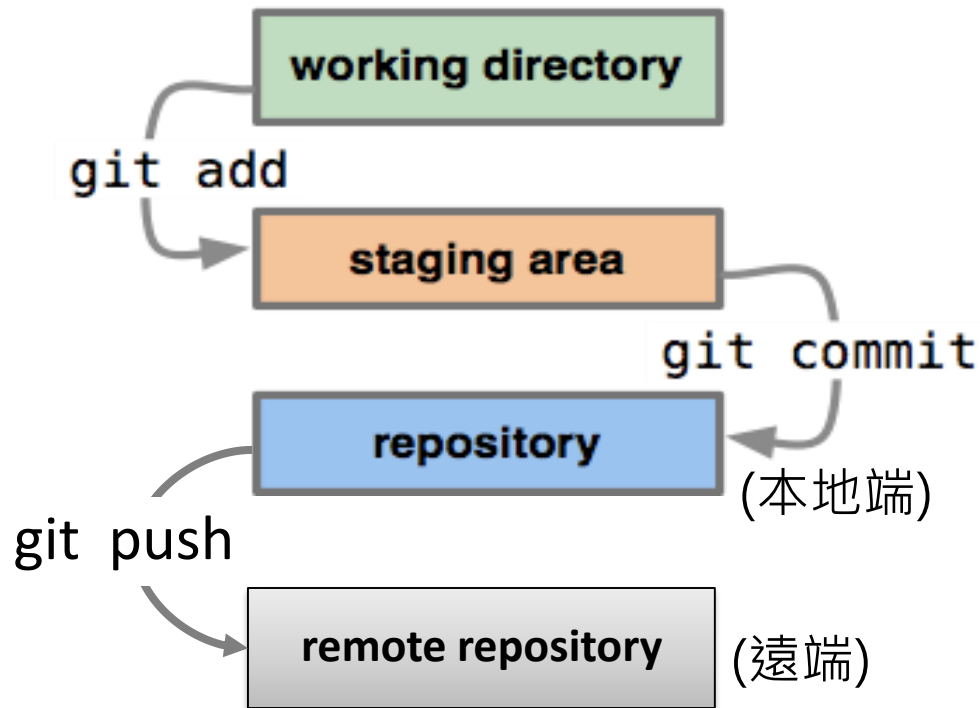 working directory
git add
staging area
git commit
repository
(本地端)
git push
remote repository
(遠端)